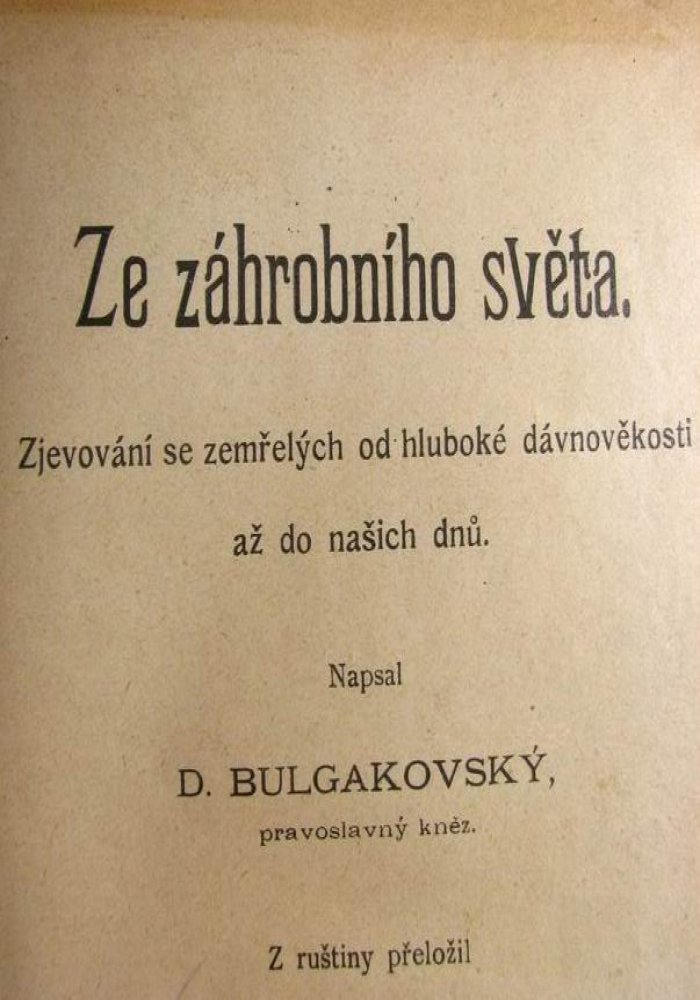 Ze záhrobního světa.
Zjevování se zemřelých od hluboké dávnověkosti
až do našich dnů.
Napsal
D. BULGAKOVSKÝ,
pravoslavný kněz.
Z ruštiny přeložil